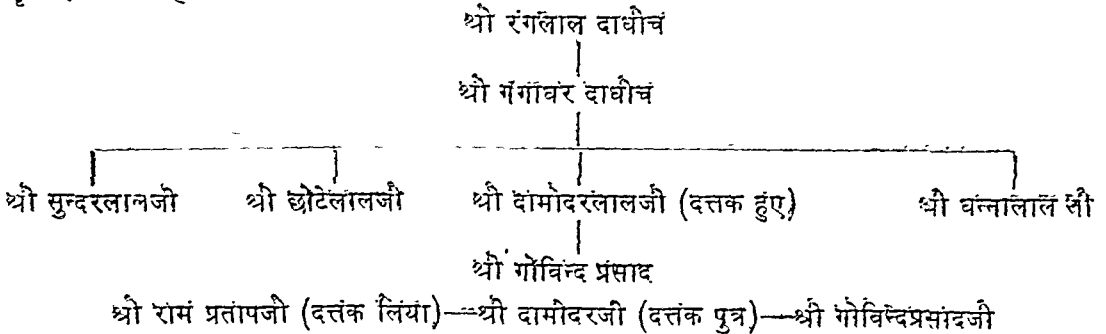 श्री रंगलाल दाधीच
श्री गंगाधर दाधीच
श्री सुन्दरलालजी श्री छोटेलालजी श्री दामोदरलालजी (दत्तक हुए) श्री धन्नालाल जी
श्री गोविन्द प्रसाद
श्री राम प्रतापजी (दत्तक लिया)—श्री दामोदरजी (दत्तक पुत्र)—श्री गोविन्दप्रसादजी